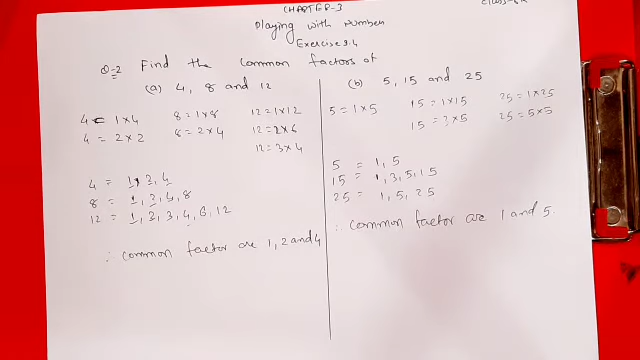 CHAPTER-3
Class-6th
Playing with Number
Exercise 3.4
Q-2 Find the common factors of
(a) 4, 8 and 12
4 = 1×4 8 = 1×8 12 = 1×12
4 = 2×2 8 = 2×4 12 = 2×6
12 = 3×4
4 = 1, 2, 4
8 = 1, 2, 4, 8
12 = 1, 2, 3, 4, 6, 12
∴ common factor are 1, 2 and 4
(b) 5, 15 and 25
5 = 1×5 15 = 1×15 25 = 1×25
15 = 3×5 25 = 5×5
5 = 1, 5
15 = 1, 3, 5, 15
25 = 1, 5, 25
∴ common factor are 1 and 5.